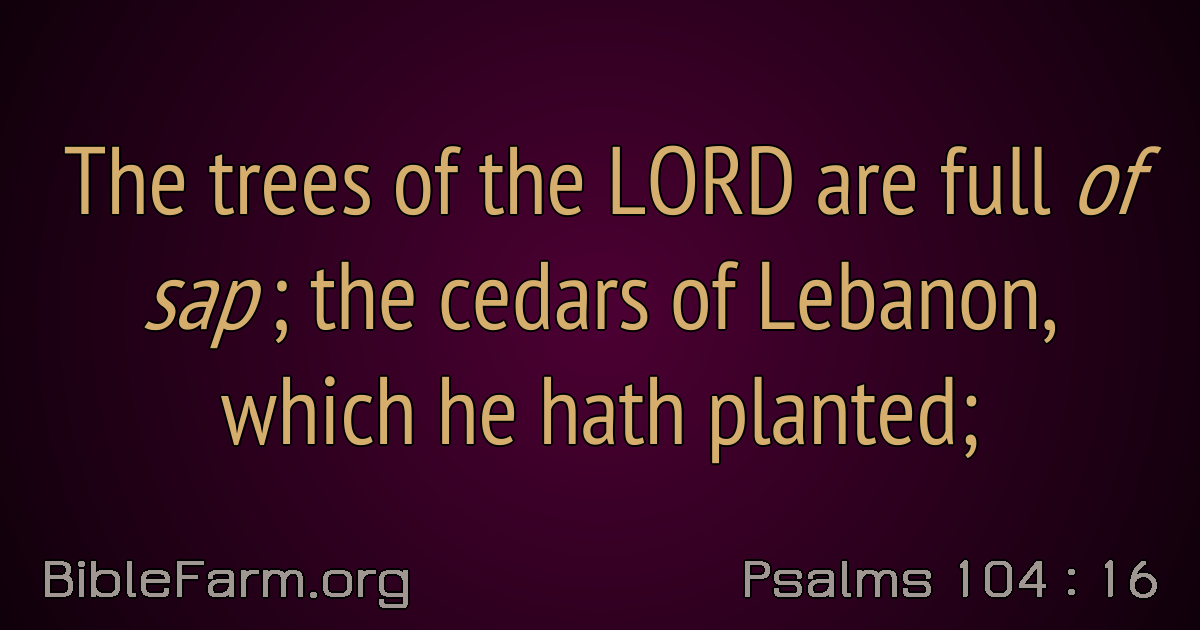 The trees of the LORD are full of
sap; the cedars of Lebanon,
which he hath planted;
BibleFarm.org
Psalms 104 : 16